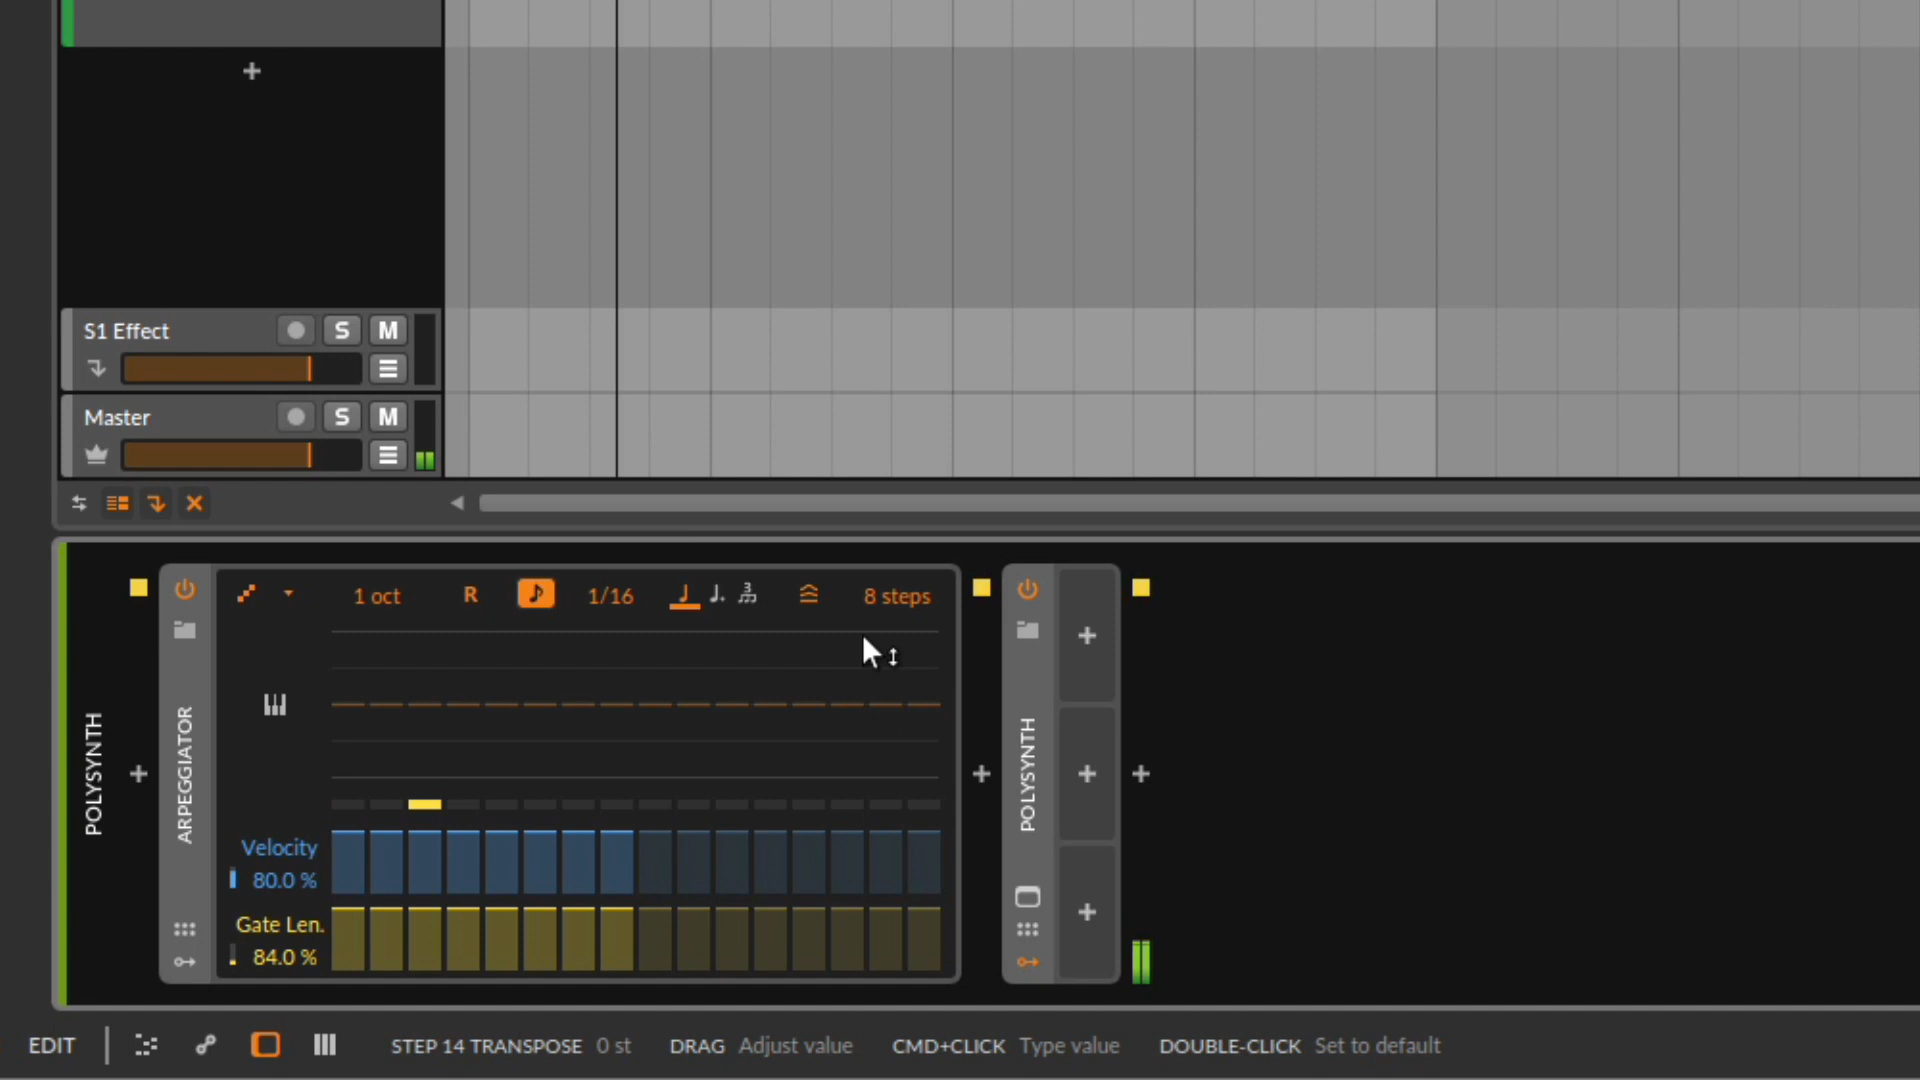 S1 Effect
S
M
Master
S
M
POLYSYNTH
ARPEGGIATOR
1 oct
R
1/16
3
8 steps
Velocity
80.0 %
Gate Len.
84.0 %
POLYSYNTH
EDIT
STEP 14 TRANSPOSE 0 st DRAG Adjust value CMD+CLICK Type value DOUBLE-CLICK Set to default